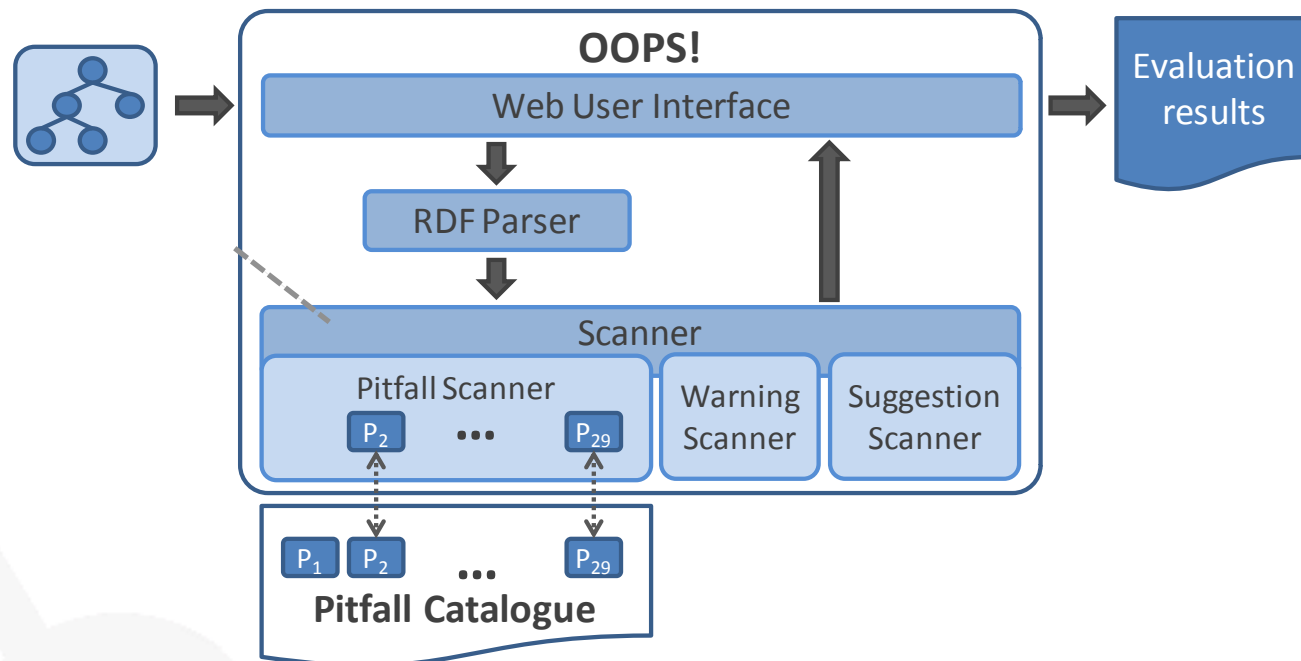 OOPS!
Evaluation
results
Web User Interface
RDF Parser
Scanner
Pitfall Scanner
P2 ... P29
Warning
Scanner
Suggestion
Scanner
P1 P2 ... P29
Pitfall Catalogue